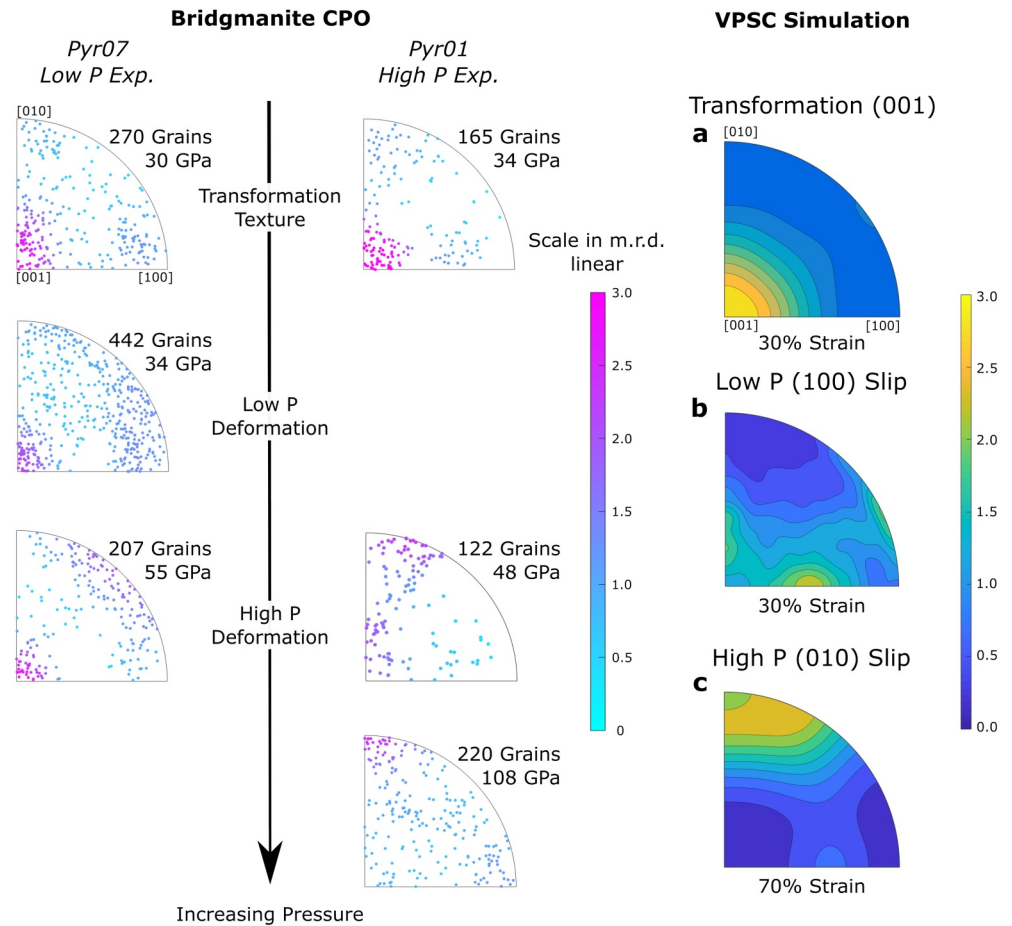 Bridgmanite CPO
VPSC Simulation
Pyr07
Low P Exp.
Pyr01
High P Exp.
[010]
270 Grains
30 GPa
[001]
[100]
Transformation
Texture
165 Grains
34 GPa
442 Grains
34 GPa
Low P
Deformation
207 Grains
55 GPa
High P
Deformation
122 Grains
48 GPa
220 Grains
108 GPa
Increasing Pressure
Scale in m.r.d.
linear
3.0
2.5
2.0
1.5
1.0
0.5
0
Transformation (001)
a
[010]
[001]
[100]
30% Strain
Low P (100) Slip
b
30% Strain
High P (010) Slip
c
70% Strain
3.0
2.5
2.0
1.5
1.0
0.5
0.0